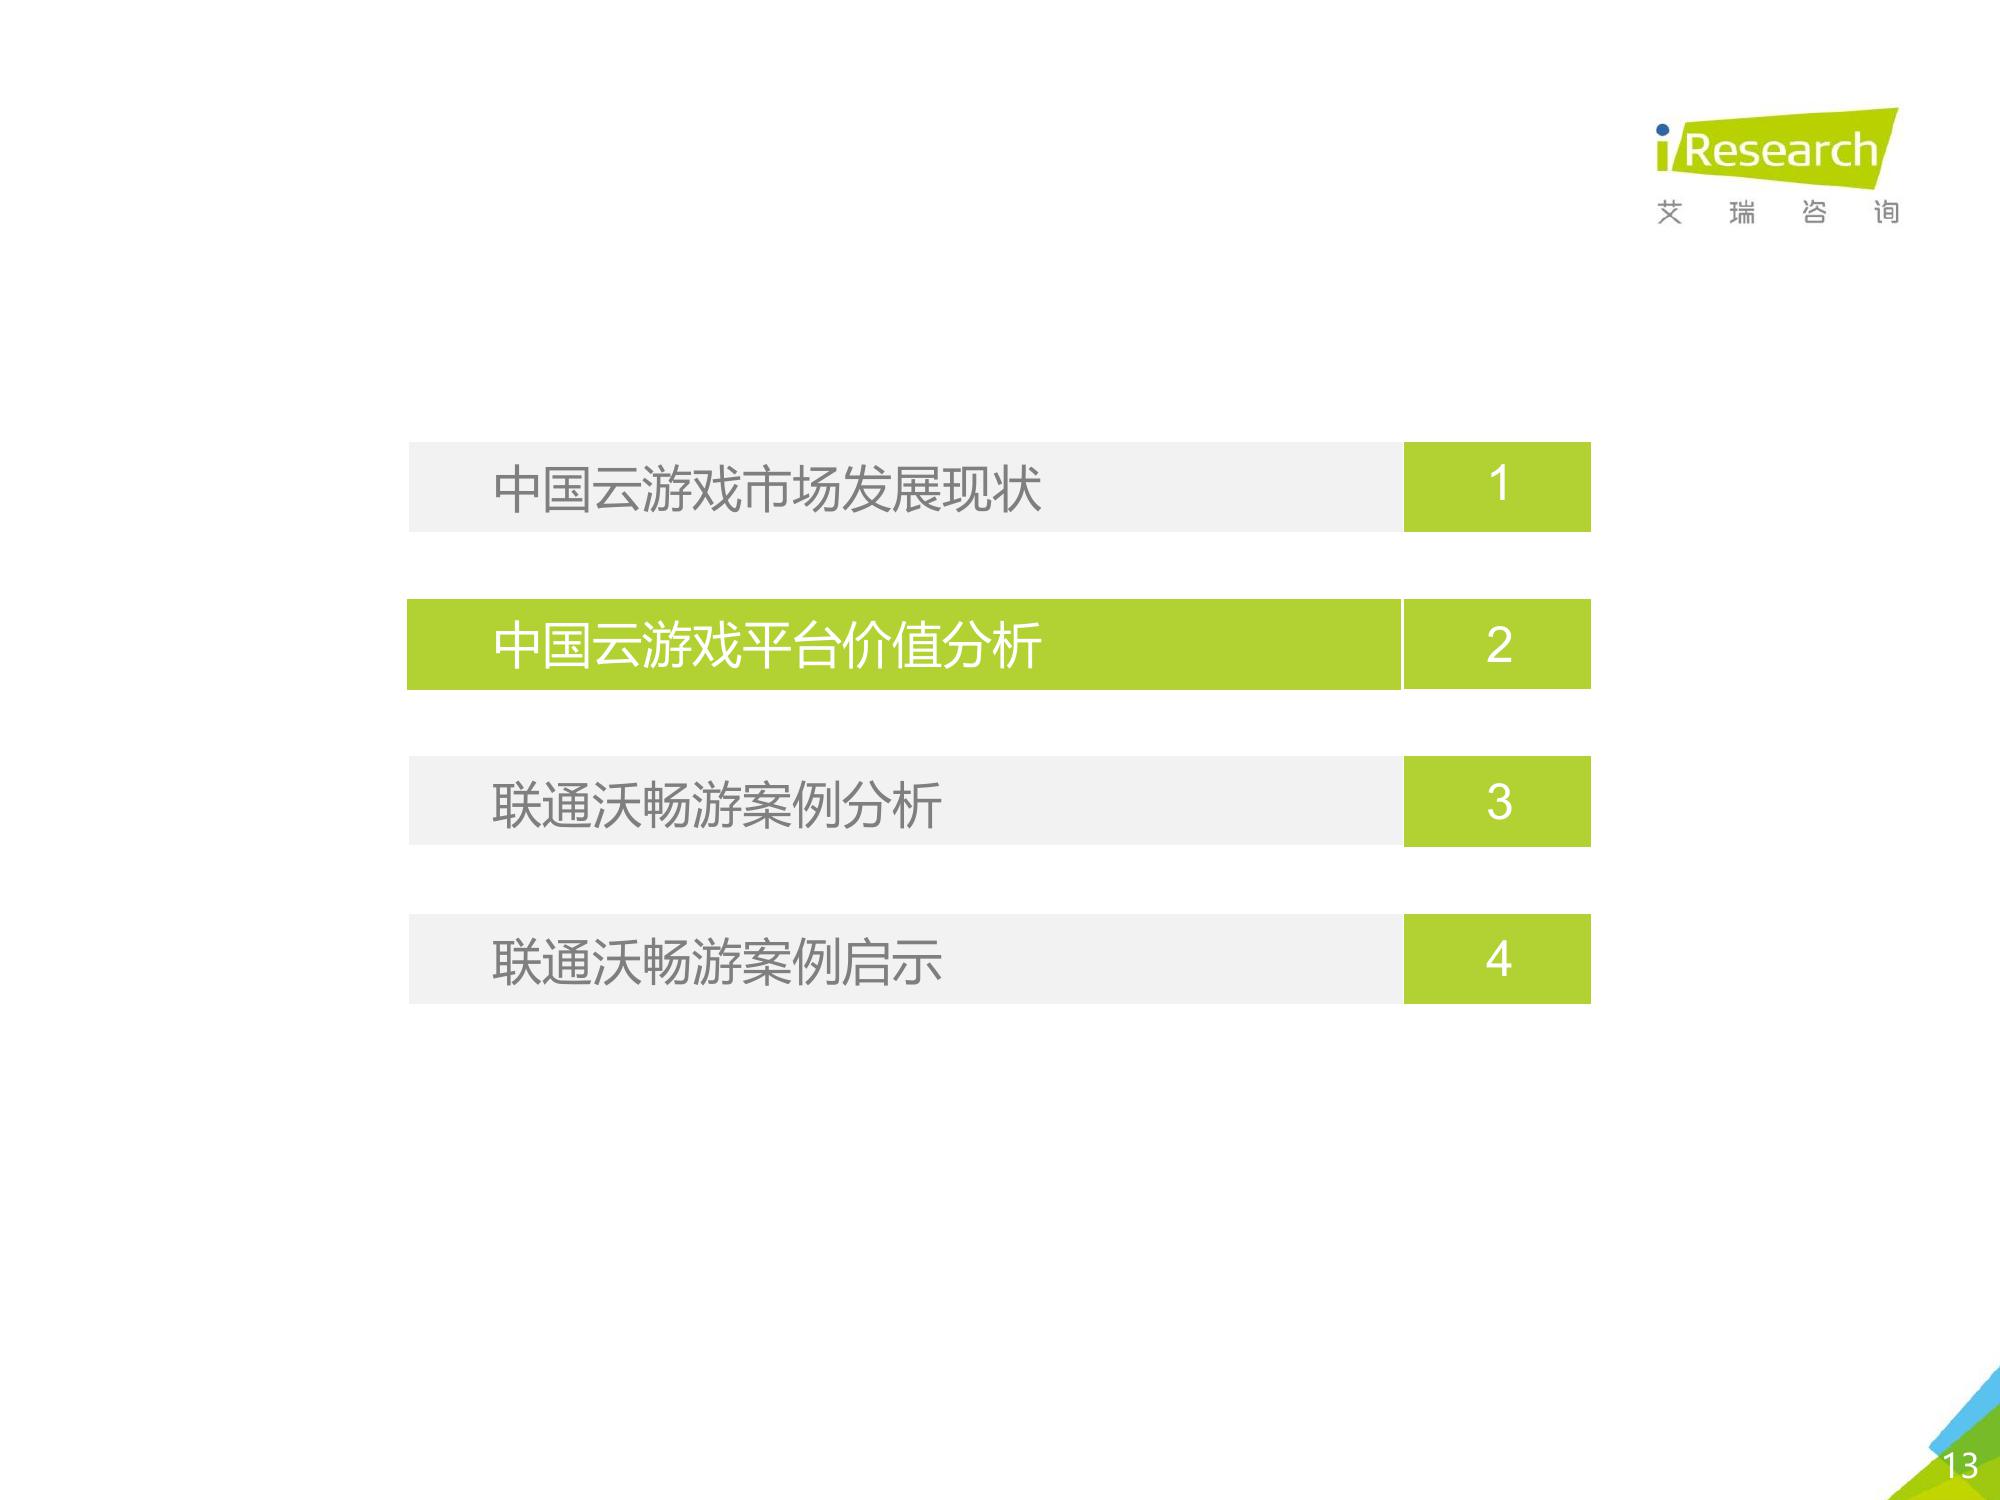 iResearch
艾瑞咨询
中国云游戏市场发展现状 1
中国云游戏平台价值分析 2
联通沃畅游案例分析 3
联通沃畅游案例启示 4
13